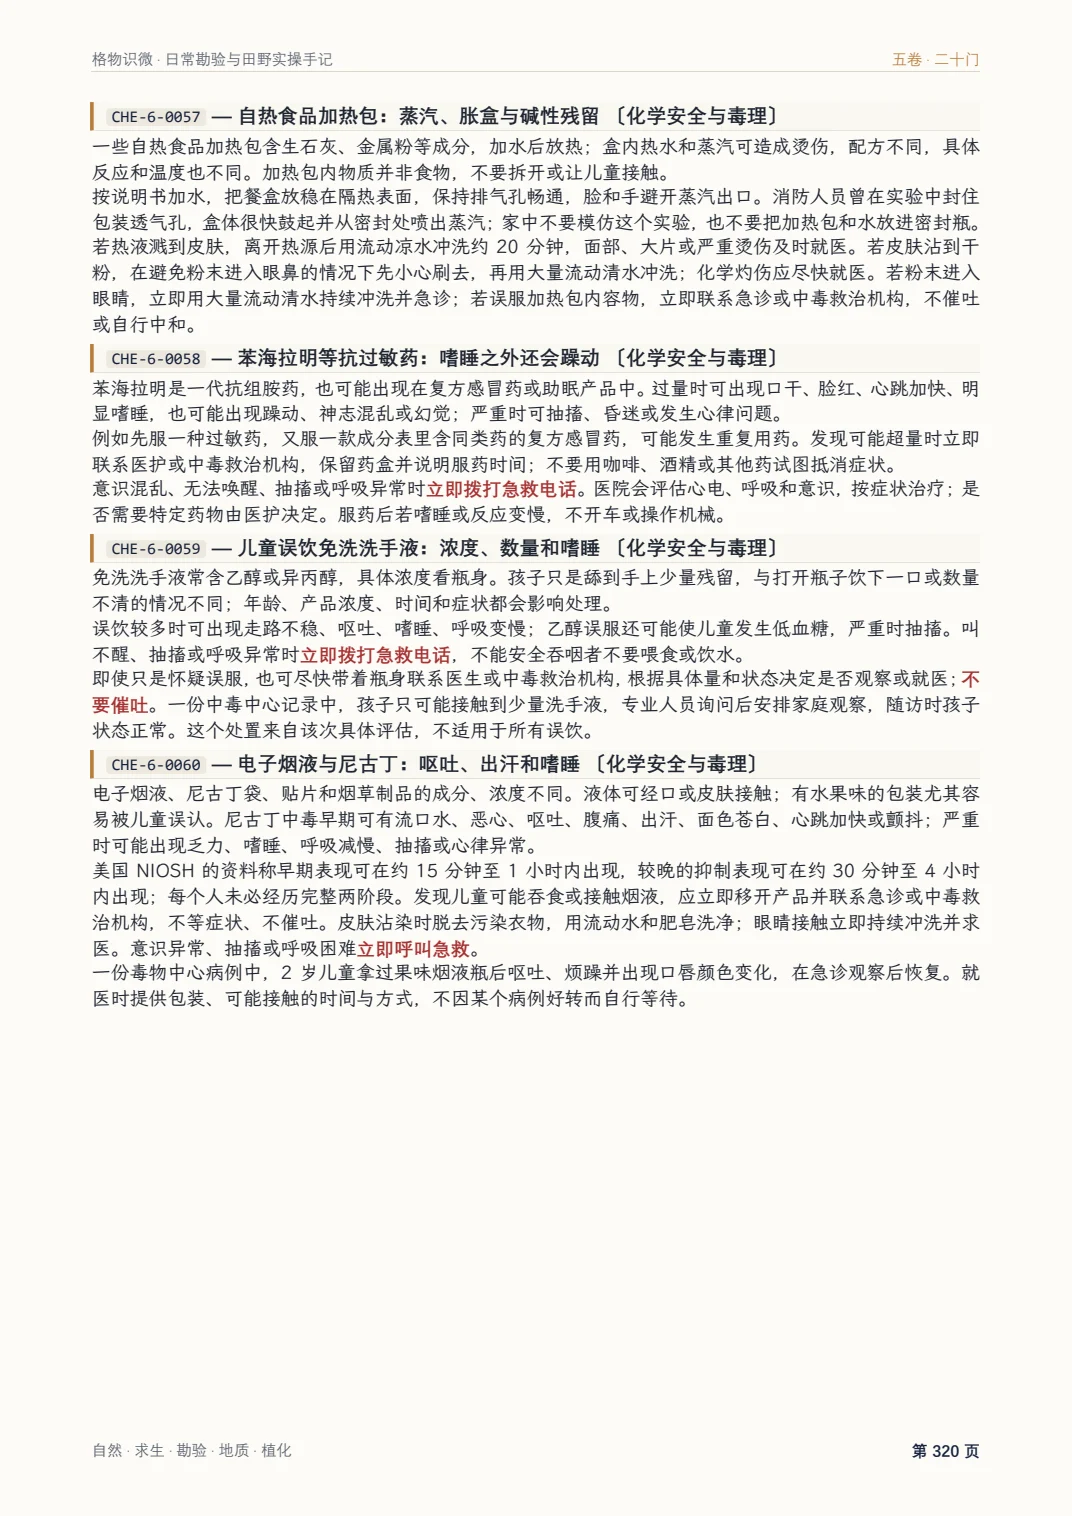 格物识微 · 日常勘验与田野实操手记
五卷 · 二十门
CHE-6-0057 — 自热食品加热包：蒸汽、胀盒与碱性残留 〔化学安全与毒理〕
一些自热食品加热包含生石灰、金属粉等成分，加水后放热；盒内热水和蒸汽可造成烫伤，配方不同，具体
反应和温度也不同。加热包内物质并非食物，不要拆开或让儿童接触。
按说明书加水，把餐盒放稳在隔热表面，保持排气孔畅通，脸和手避开蒸汽出口。消防人员曾在实验中封住
包装透气孔，盒体很快鼓起并从密封处喷出蒸汽；家中不要模仿这个实验，也不要把加热包和水放进密封瓶。
若热液溅到皮肤，离开热源后用流动凉水冲洗约 20 分钟，面部、大片或严重烫伤及时就医。若皮肤沾到干
粉，在避免粉末进入眼鼻的情况下先小心刷去，再用大量流动清水冲洗；化学灼伤应尽快就医。若粉末进入
眼睛，立即用大量流动清水持续冲洗并急诊；若误服加热包内容物，立即联系急诊或中毒救治机构，不催吐
或自行中和。
CHE-6-0058 — 苯海拉明等抗过敏药：嗜睡之外还会躁动 〔化学安全与毒理〕
苯海拉明是一代抗组胺药，也可能出现在复方感冒药或助眠产品中。过量时可出现口干、脸红、心跳加快、明
显嗜睡，也可能出现躁动、神志混乱或幻觉；严重时可抽搐、昏迷或发生心律问题。
例如先服一种过敏药，又服一款成分表里含同类药的复方感冒药，可能发生重复用药。发现可能超量时立即
联系医护或中毒救治机构，保留药盒并说明服药时间；不要用咖啡、酒精或其他药试图抵消症状。
意识混乱、无法唤醒、抽搐或呼吸异常时立即拨打急救电话。医院会评估心电、呼吸和意识，按症状治疗；是
否需要特定药物由医护决定。服药后若嗜睡或反应变慢，不开车或操作机械。
CHE-6-0059 — 儿童误饮免洗洗手液：浓度、数量和嗜睡 〔化学安全与毒理〕
免洗洗手液常含乙醇或异丙醇，具体浓度看瓶身。孩子只是舔到手上少量残留，与打开瓶子饮下一口或数量
不清的情况不同；年龄、产品浓度、时间和症状都会影响处理。
误饮较多时可出现走路不稳、呕吐、嗜睡、呼吸变慢；乙醇误服还可能使儿童发生低血糖，严重时抽搐。叫
不醒、抽搐或呼吸异常时立即拨打急救电话，不能安全吞咽者不要喂食或饮水。
即使只是怀疑误服，也可尽快带着瓶身联系医生或中毒救治机构，根据具体量和状态决定是否观察或就医；不
要催吐。一份中毒中心记录中，孩子只可能接触到少量洗手液，专业人员询问后安排家庭观察，随访时孩子
状态正常。这个处置来自该次具体评估，不适用于所有误饮。
CHE-6-0060 — 电子烟液与尼古丁：呕吐、出汗和嗜睡 〔化学安全与毒理〕
电子烟液、尼古丁袋、贴片和烟草制品的成分、浓度不同。液体可经口或皮肤接触；有水果味的包装尤其容
易被儿童误认。尼古丁中毒早期可有流口水、恶心、呕吐、腹痛、出汗、面色苍白、心跳加快或颤抖；严重
时可能出现乏力、嗜睡、呼吸减慢、抽搐或心律异常。
美国 NIOSH 的资料称早期表现可在约 15 分钟至 1 小时内出现，较晚的抑制表现可在约 30 分钟至 4 小时
内出现；每个人未必经历完整两阶段。发现儿童可能吞食或接触烟液，应立即移开产品并联系急诊或中毒救
治机构，不等症状、不催吐。皮肤沾染时脱去污染衣物，用流动水和肥皂洗净；眼睛接触立即持续冲洗并求
医。意识异常、抽搐或呼吸困难立即呼叫急救。
一份毒物中心病例中，2 岁儿童拿过果味烟液瓶后呕吐、烦躁并出现口唇颜色变化，在急诊观察后恢复。就
医时提供包装、可能接触的时间与方式，不因某个病例好转而自行等待。
自然 · 求生 · 勘验 · 地质 · 植化
第 320 页